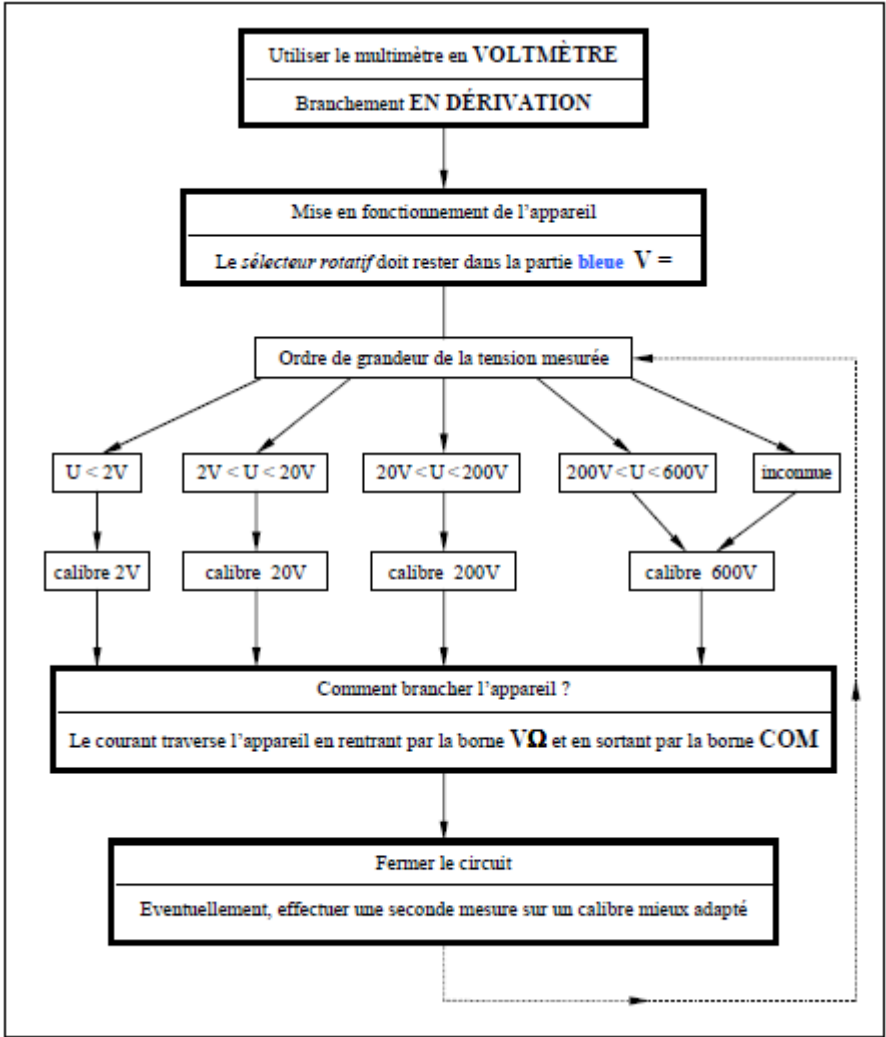 Utiliser le multimètre en VOLTMÈTRE
Branchement EN DÉRIVATION
Mise en fonctionnement de l'appareil
Le sélecteur rotatif doit rester dans la partie bleue V =
Ordre de grandeur de la tension mesurée
U < 2V
2V < U < 20V
20V < U < 200V
200V < U < 600V
inconnue
calibre 2V
calibre 20V
calibre 200V
calibre 600V
Comment brancher l'appareil ?
Le courant traverse l'appareil en rentrant par la borne VΩ et en sortant par la borne COM
Fermer le circuit
Eventuellement, effectuer une seconde mesure sur un calibre mieux adapté